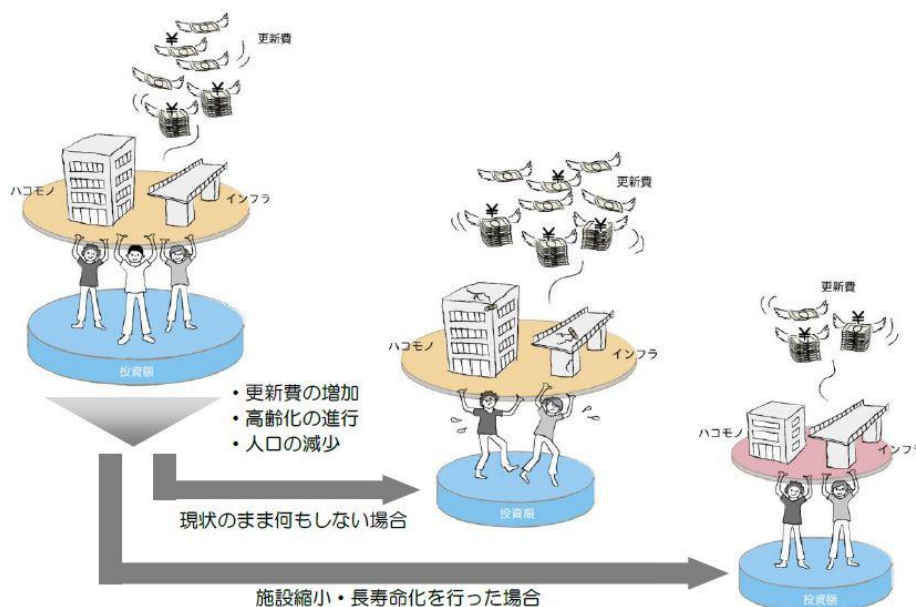 ¥
更新費
¥
¥
ハコモノ
インフラ
投資額
・更新費の増加
・高齢化の進行
・人口の減少
¥
更新費
¥
¥
¥
ハコモノ
インフラ
投資額
現状のまま何もしない場合
更新費
¥
¥
ハコモノ
インフラ
投資額
施設縮小・長寿命化を行った場合